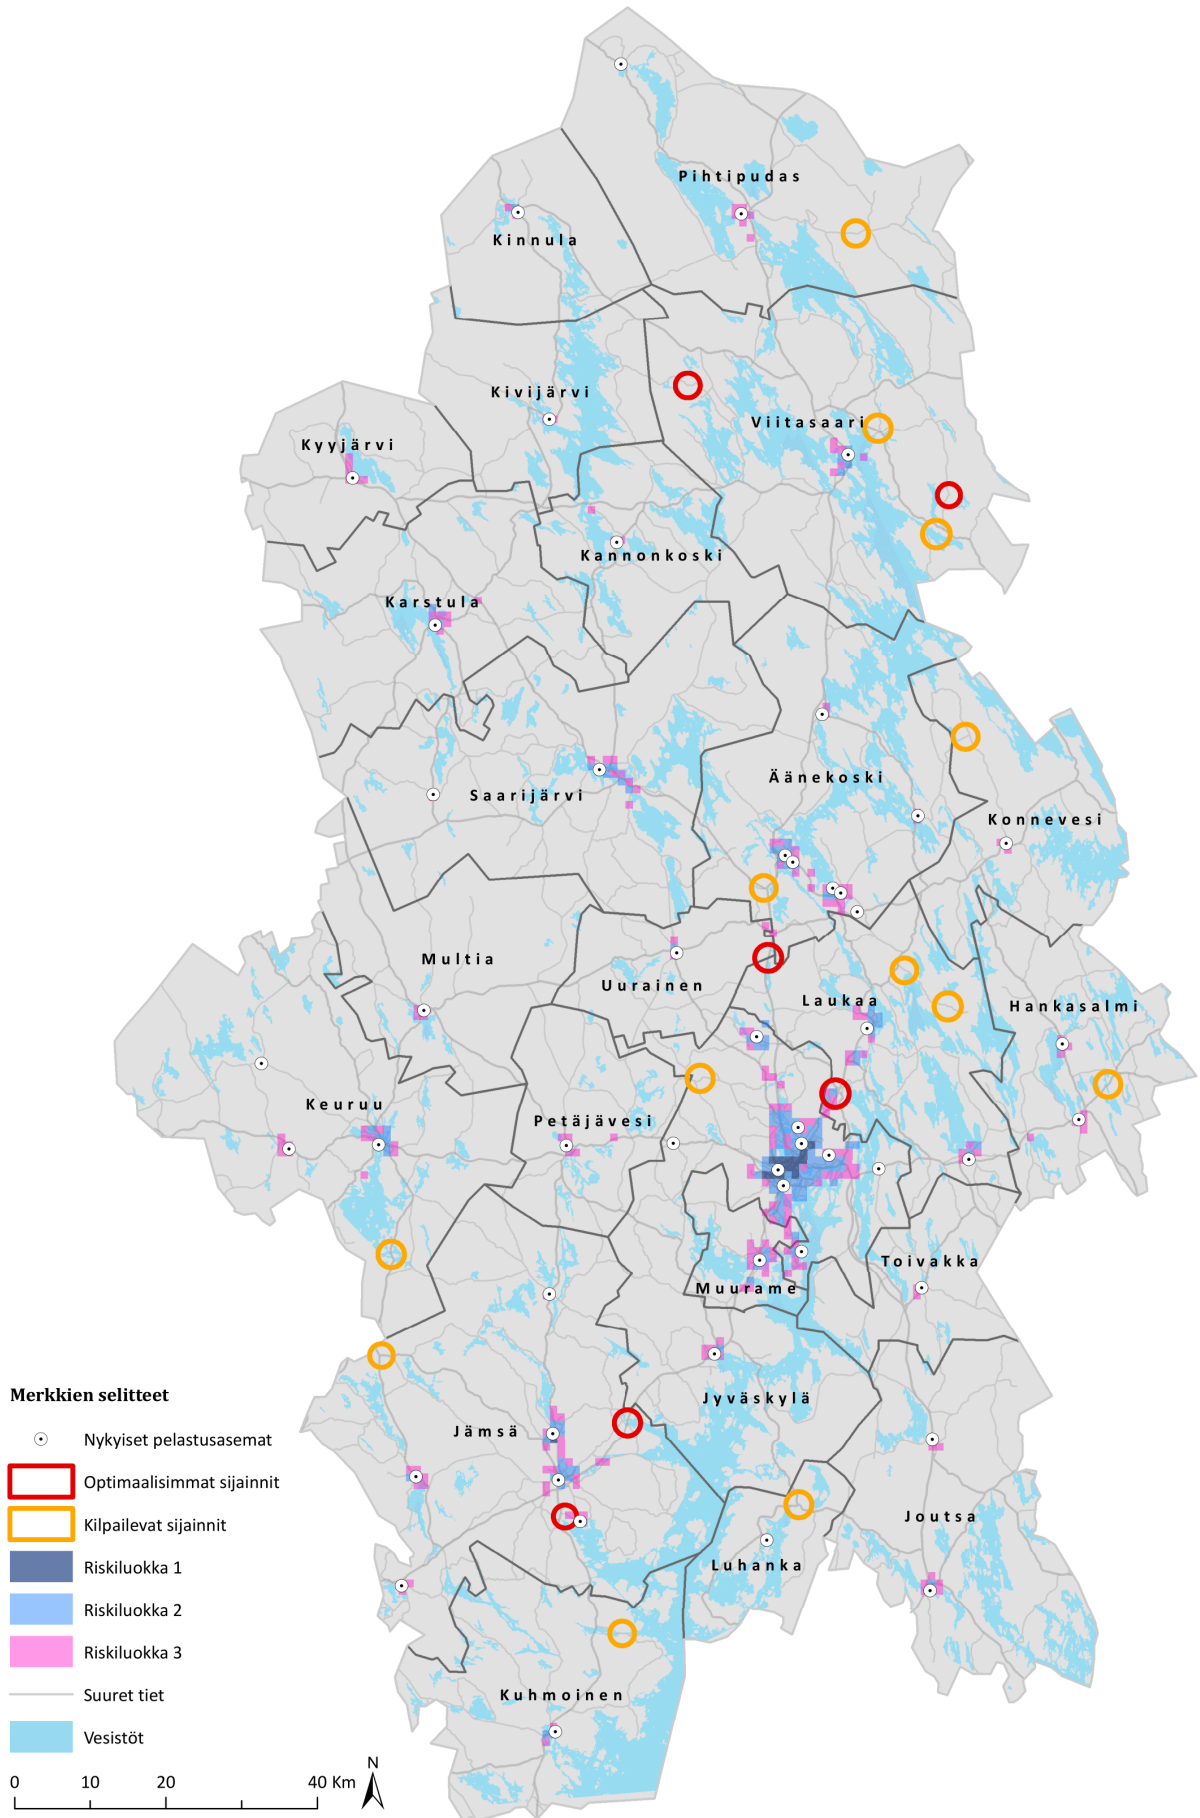 Pihtipudas
Kinnula
Kivijärvi
Viitasaari
Kyyjärvi
Kannonkoski
Karstula
Äänekoski
Saarijärvi
Konnevesi
Multia
Uurainen
Laukaa
Hankasalmi
Keuruu
Petäjävesi
Toivakka
Muurame
Jyväskylä
Jämsä
Joutsa
Luhanka
Kuhmoinen
Merkkien selitteet
Nykyiset pelastusasemat
Optimaalisimmat sijainnit
Kilpailevat sijainnit
Riskiluokka 1
Riskiluokka 2
Riskiluokka 3
Suuret tiet
Vesistöt
N
0 10 20 40 Km